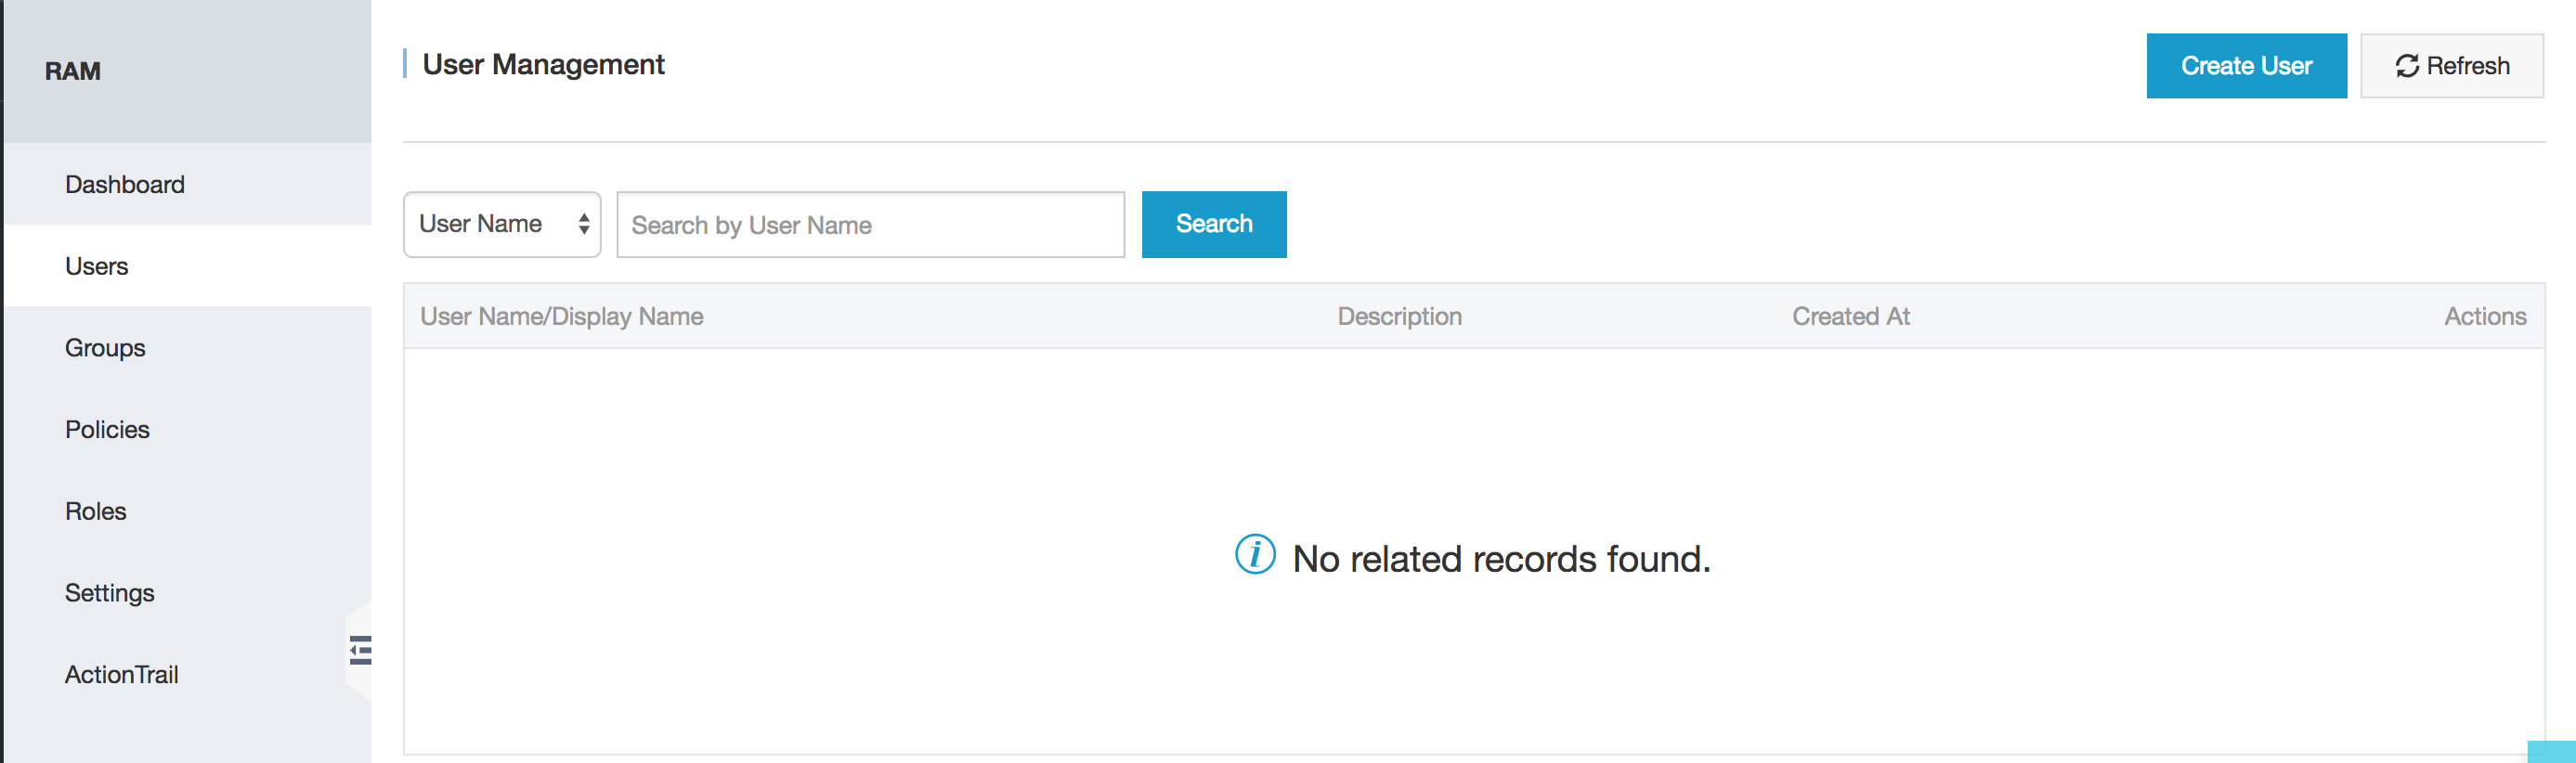 RAM
Dashboard
Users
Groups
Policies
Roles
Settings
ActionTrail
User Management
Create User
Refresh
User Name
Search by User Name
Search
User Name/Display Name Description Created At Actions
No related records found.